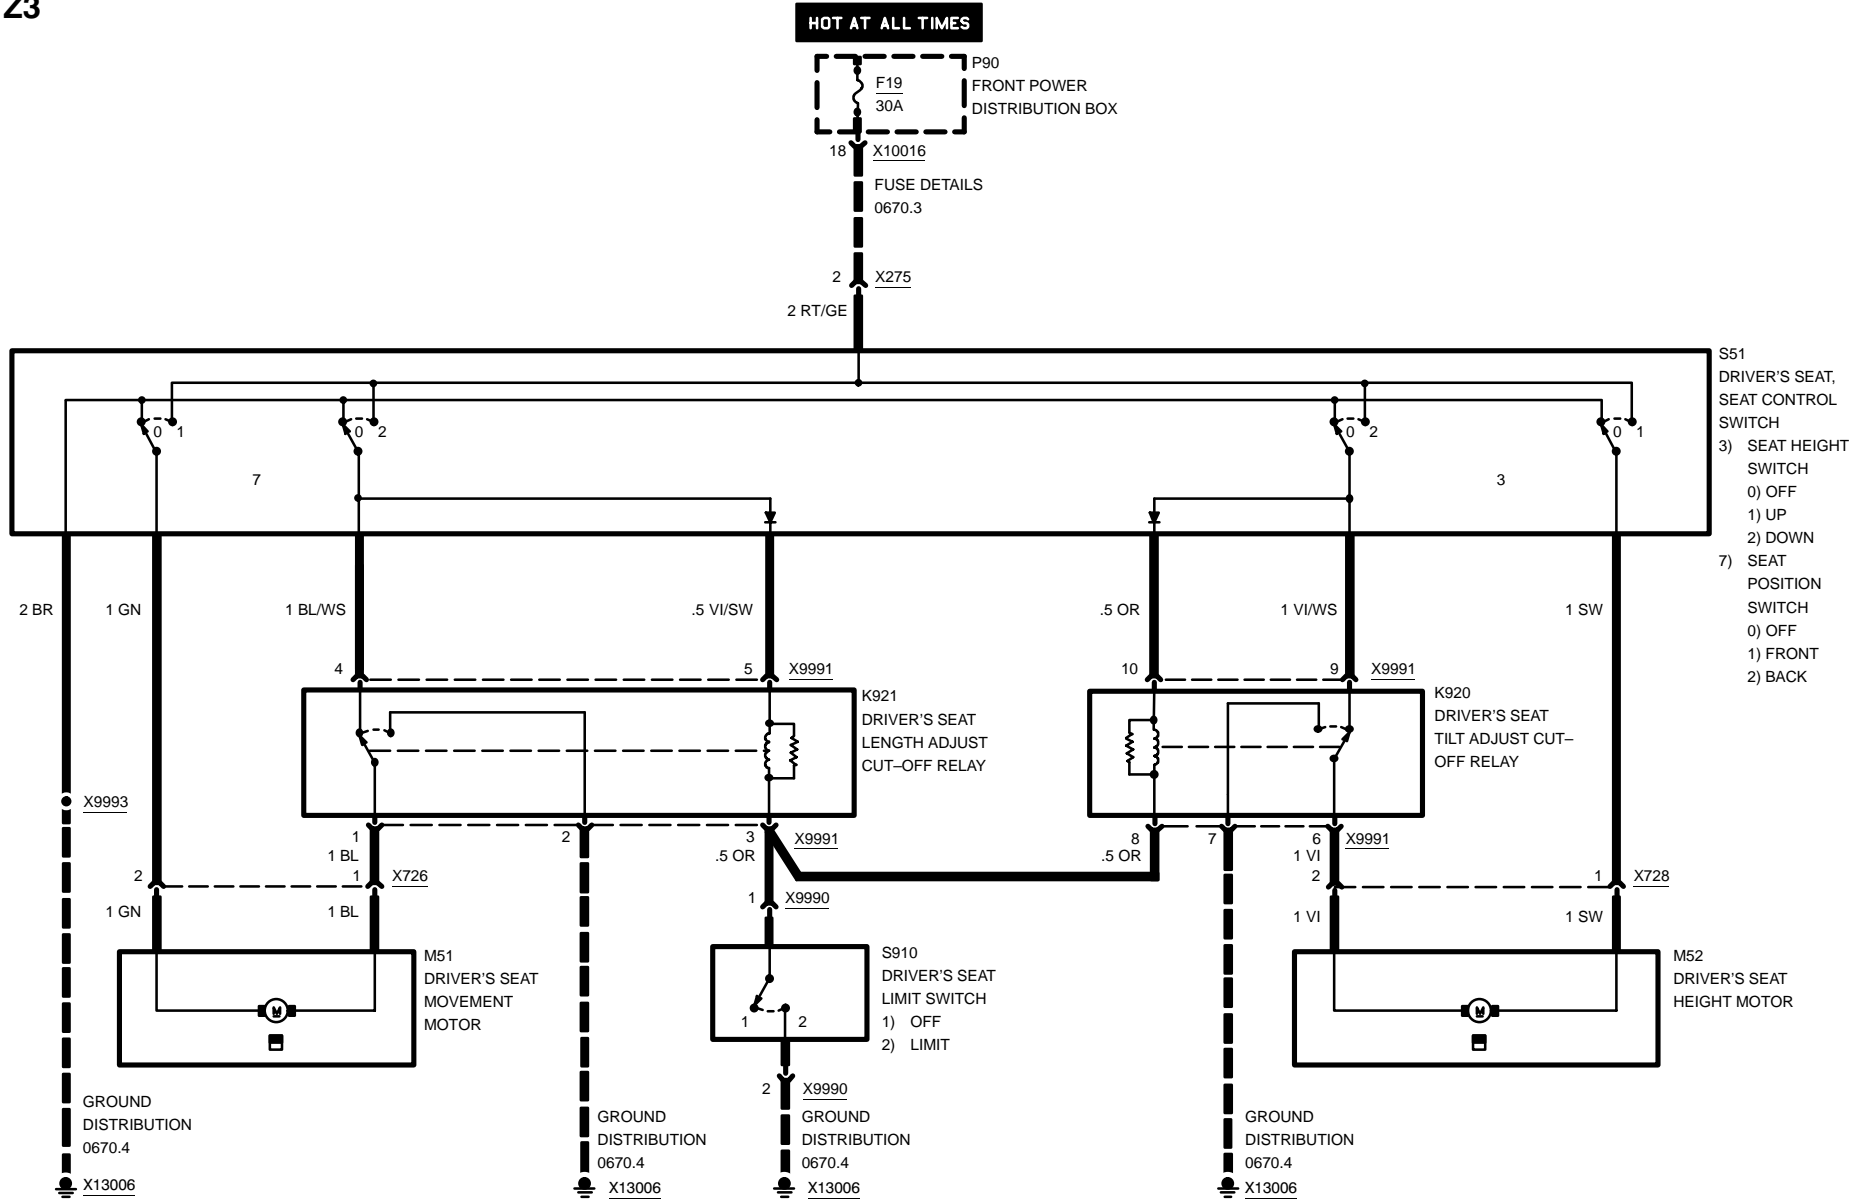 Z3
HOT AT ALL TIMES
P90
FRONT POWER
DISTRIBUTION BOX
F19
30A
18 X10016
FUSE DETAILS
0670.3
2 X275
2 RT/GE
S51
DRIVER'S SEAT,
SEAT CONTROL
SWITCH
3) SEAT HEIGHT
SWITCH
0) OFF
1) UP
2) DOWN
7) SEAT
POSITION
SWITCH
0) OFF
1) FRONT
2) BACK
0 1 0 2 0 2 0 1
7 3
2 BR 1 GN 1 BL/WS .5 VI/SW .5 OR 1 VI/WS 1 SW
4 5 X9991 10 9 X9991
K921
DRIVER'S SEAT
LENGTH ADJUST
CUT–OFF RELAY
K920
DRIVER'S SEAT
TILT ADJUST CUT–
OFF RELAY
X9993
1 2 3 X9991 8 7 6 X9991
1 BL .5 OR .5 OR 1 VI
2 1 X726 2 1 X728
1 X9990
1 GN 1 BL 1 VI 1 SW
M51
DRIVER'S SEAT
MOVEMENT
MOTOR
M
S910
DRIVER'S SEAT
LIMIT SWITCH
1) OFF
2) LIMIT
1 2
M52
DRIVER'S SEAT
HEIGHT MOTOR
M
2 X9990
GROUND
DISTRIBUTION
0670.4
X13006
GROUND
DISTRIBUTION
0670.4
X13006
GROUND
DISTRIBUTION
0670.4
X13006
GROUND
DISTRIBUTION
0670.4
X13006